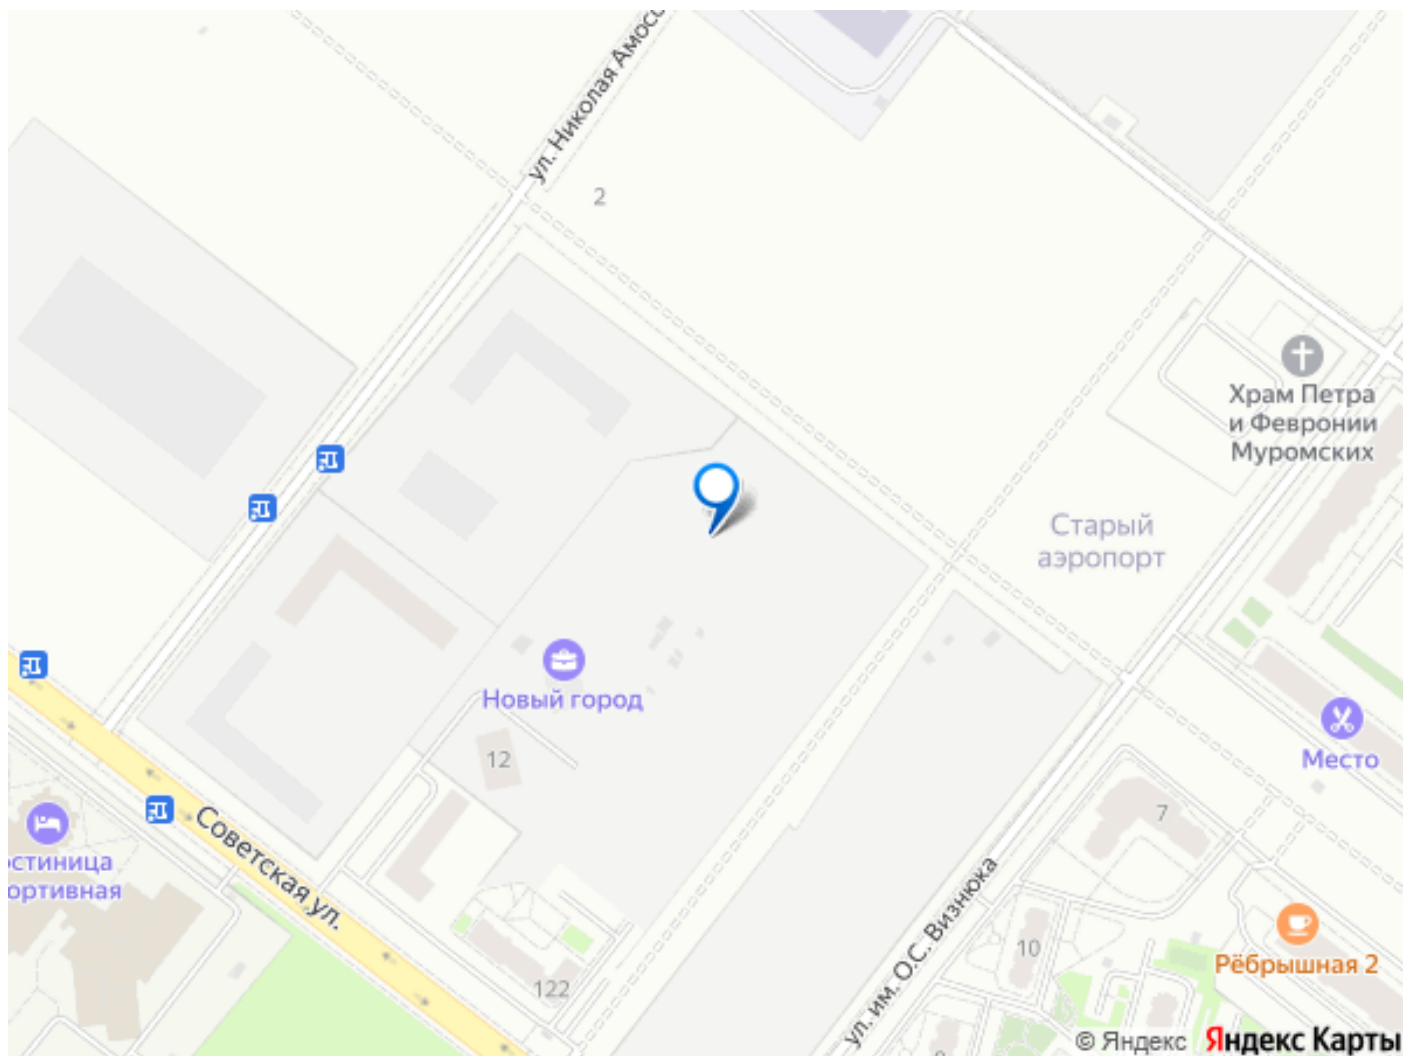 ул. Николая Амосо
2
Храм Петра
и Февронии
Муромских
Старый
аэропорт
Новый город
12
Место
7
Советская ул.
остиница
ортивная
ул. им. О.С. Визнюка
10
Рёбрышная 2
122
© Яндекс Яндекс Карты